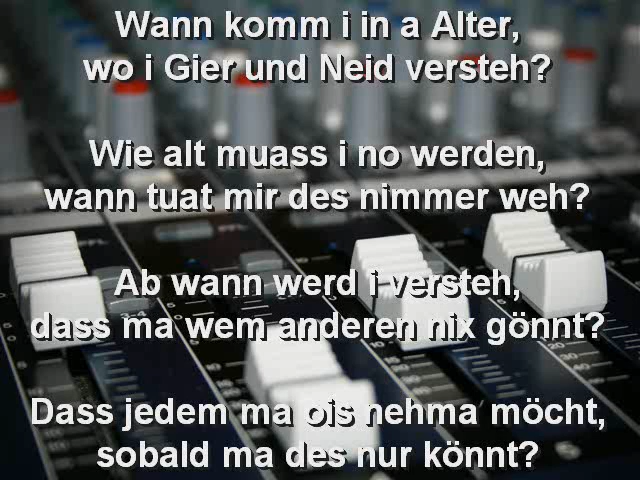 Wann komm i in a Alter,
wo i Gier und Neid versteh?
Wie alt muass i no werden,
wann tuat mir des nimmer weh?
Ab wann werd i versteh,
dass ma wem anderen nix gönnt?
Dass jedem ma ois nehma möcht,
sobald ma des nur könnt?